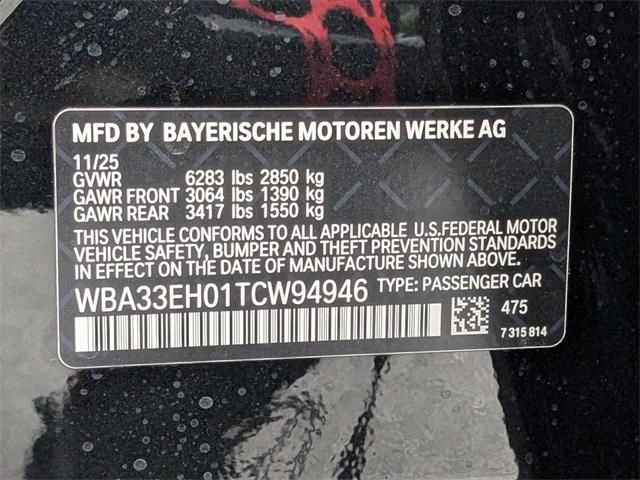 MFD BY BAYERISCHE MOTOREN WERKE AG
11/25
GVWR 6283 lbs 2850 kg
GAWR FRONT 3064 lbs 1390 kg
GAWR REAR 3417 lbs 1550 kg
THIS VEHICLE CONFORMS TO ALL APPLICABLE U.S.FEDERAL MOTOR
VEHICLE SAFETY, BUMPER AND THEFT PREVENTION STANDARDS
IN EFFECT ON THE DATE OF MANUFACTURE SHOWN ABOVE.
WBA33EH01TCW94946 TYPE: PASSENGER CAR
475
7 315 814